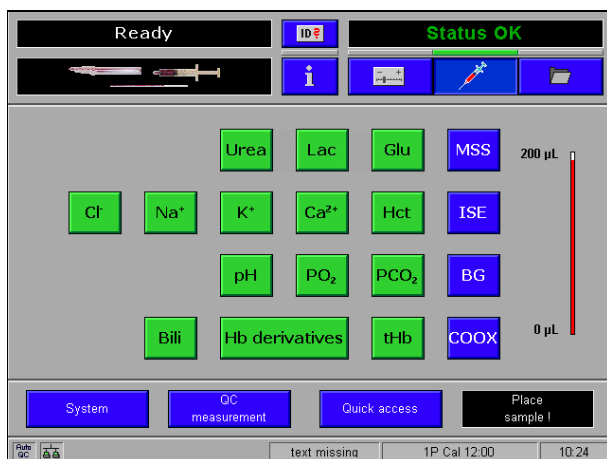 Ready
ID?
Status OK
i
- +
Urea Lac Glu MSS 200 µL
Cl⁻ Na⁺ K⁺ Ca²⁺ Hct ISE
pH PO₂ PCO₂ BG
Bili Hb derivatives tHb COOX 0 µL
System
QC
measurement
Quick access
Place
sample !
Auto
QC
text missing 1P Cal 12:00 10:24